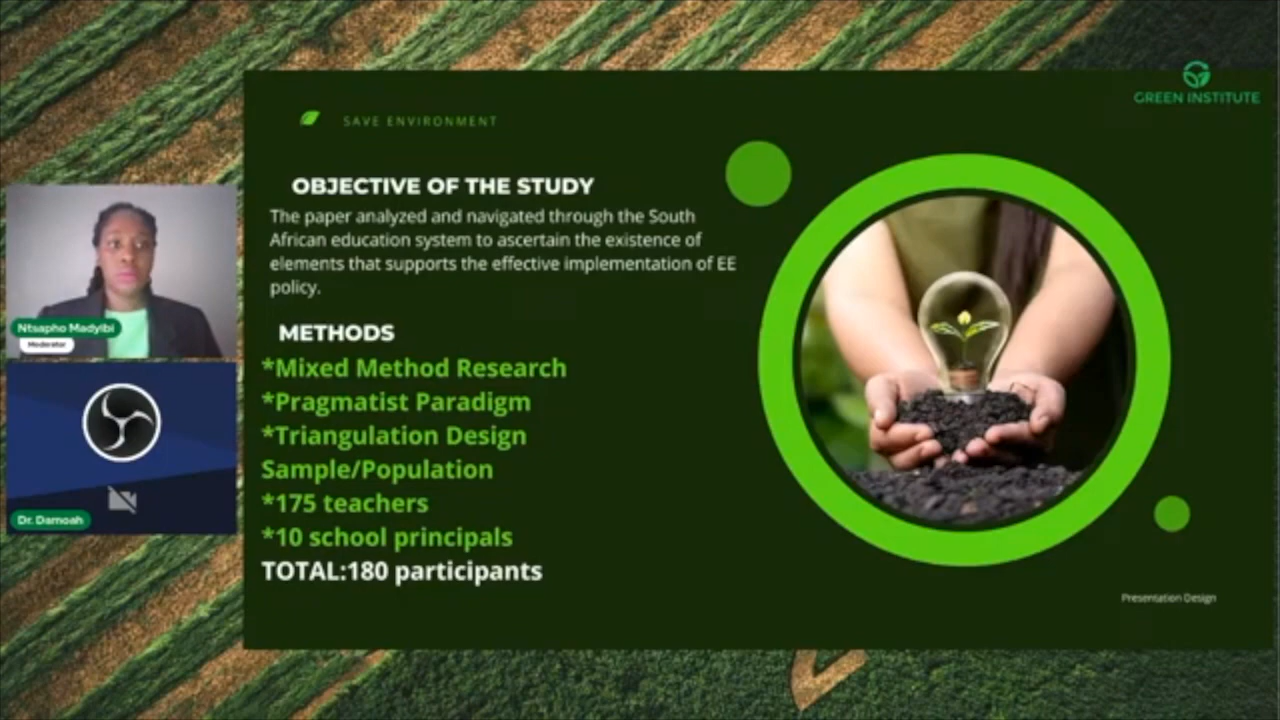 GREEN INSTITUTE
SAVE ENVIRONMENT
OBJECTIVE OF THE STUDY
The paper analyzed and navigated through the South
African education system to ascertain the existence of
elements that supports the effective implementation of EE
policy.
METHODS
*Mixed Method Research
*Pragmatist Paradigm
*Triangulation Design
Sample/Population
*175 teachers
*10 school principals
TOTAL:180 participants
Presentation Design
Ntsapho Madyibi
Moderator
Dr. Damoah